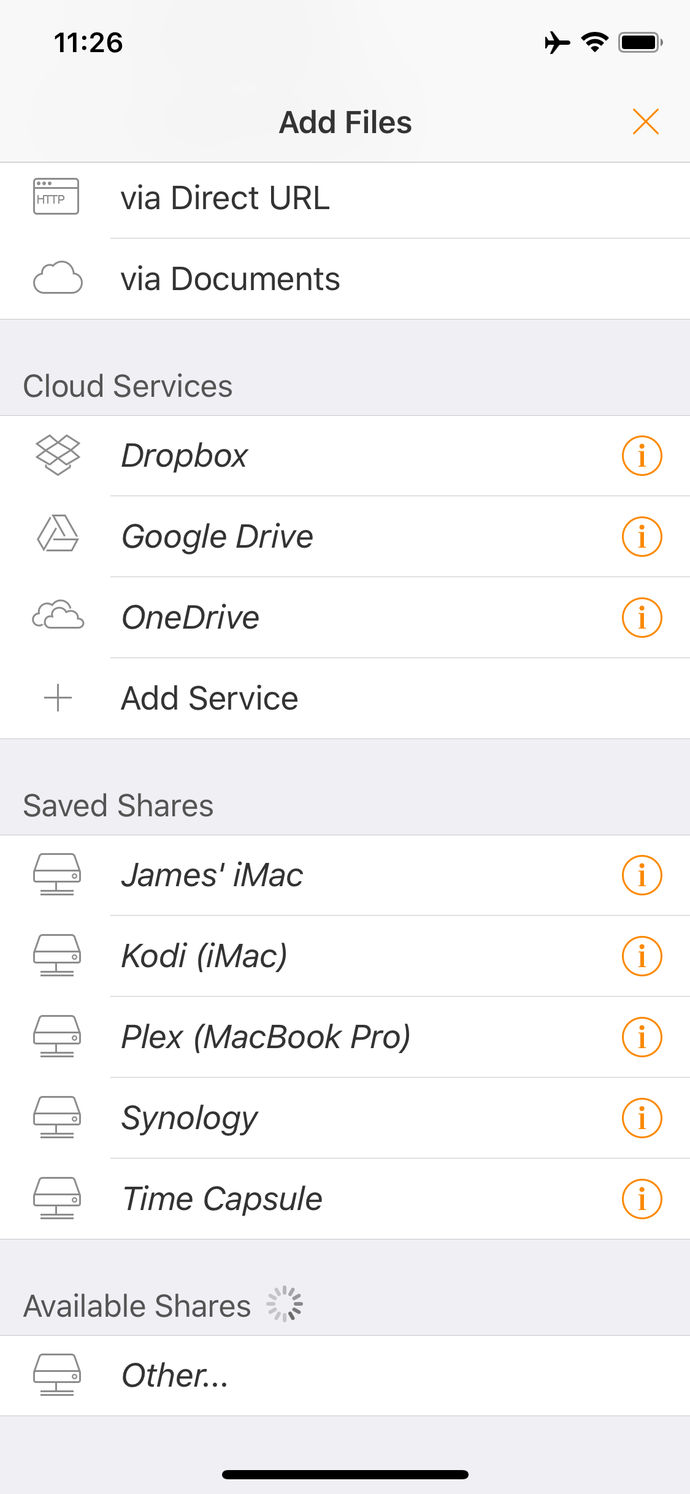 11:26
Add Files
HTTP
via Direct URL
via Documents
Cloud Services
Dropbox
Google Drive
OneDrive
Add Service
Saved Shares
James' iMac
Kodi (iMac)
Plex (MacBook Pro)
Synology
Time Capsule
Available Shares
Other...